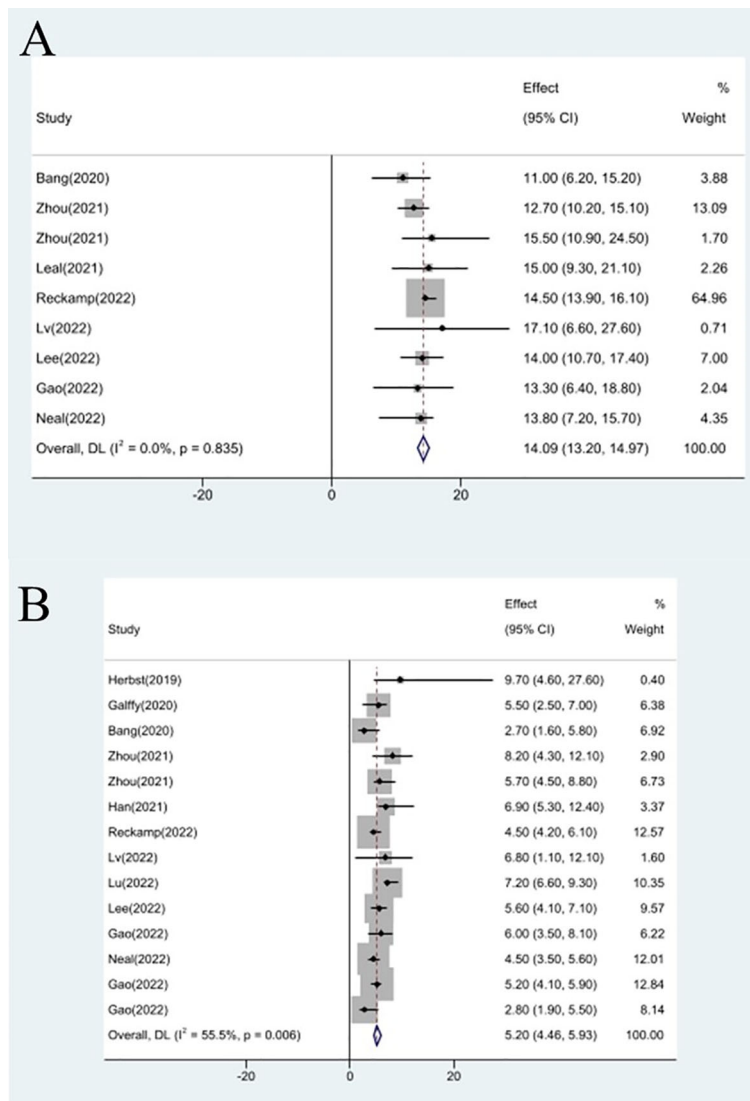 A
Effect %
Study (95% CI) Weight
Bang(2020) 11.00 (6.20, 15.20) 3.88
Zhou(2021) 12.70 (10.20, 15.10) 13.09
Zhou(2021) 15.50 (10.90, 24.50) 1.70
Leal(2021) 15.00 (9.30, 21.10) 2.26
Reckamp(2022) 14.50 (13.90, 16.10) 64.96
Lv(2022) 17.10 (6.60, 27.60) 0.71
Lee(2022) 14.00 (10.70, 17.40) 7.00
Gao(2022) 13.30 (6.40, 18.80) 2.04
Neal(2022) 13.80 (7.20, 15.70) 4.35
Overall, DL (I² = 0.0%, p = 0.835) 14.09 (13.20, 14.97) 100.00
-20 0 20
B
Effect %
Study (95% CI) Weight
Herbst(2019) 9.70 (4.60, 27.60) 0.40
Galffy(2020) 5.50 (2.50, 7.00) 6.38
Bang(2020) 2.70 (1.60, 5.80) 6.92
Zhou(2021) 8.20 (4.30, 12.10) 2.90
Zhou(2021) 5.70 (4.50, 8.80) 6.73
Han(2021) 6.90 (5.30, 12.40) 3.37
Reckamp(2022) 4.50 (4.20, 6.10) 12.57
Lv(2022) 6.80 (1.10, 12.10) 1.60
Lu(2022) 7.20 (6.60, 9.30) 10.35
Lee(2022) 5.60 (4.10, 7.10) 9.57
Gao(2022) 6.00 (3.50, 8.10) 6.22
Neal(2022) 4.50 (3.50, 5.60) 12.01
Gao(2022) 5.20 (4.10, 5.90) 12.84
Gao(2022) 2.80 (1.90, 5.50) 8.14
Overall, DL (I² = 55.5%, p = 0.006) 5.20 (4.46, 5.93) 100.00
-20 0 20